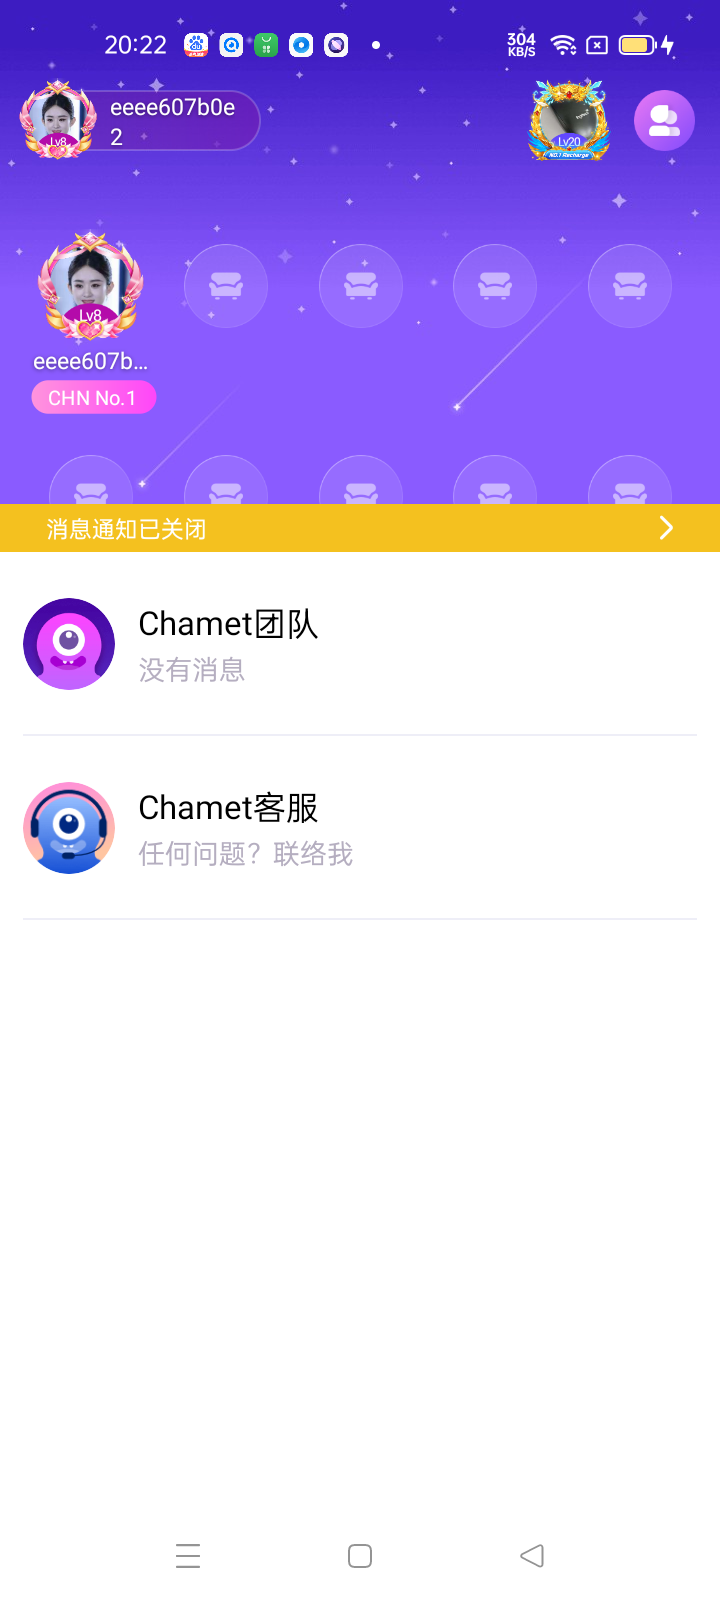 20:22
304
KB/S
eeee607b0e
2
Lv8
Lv20
NO.1 Recharge
Lv8
eeee607b...
CHN No.1
消息通知已关闭
Chamet团队
没有消息
Chamet客服
任何问题？联络我